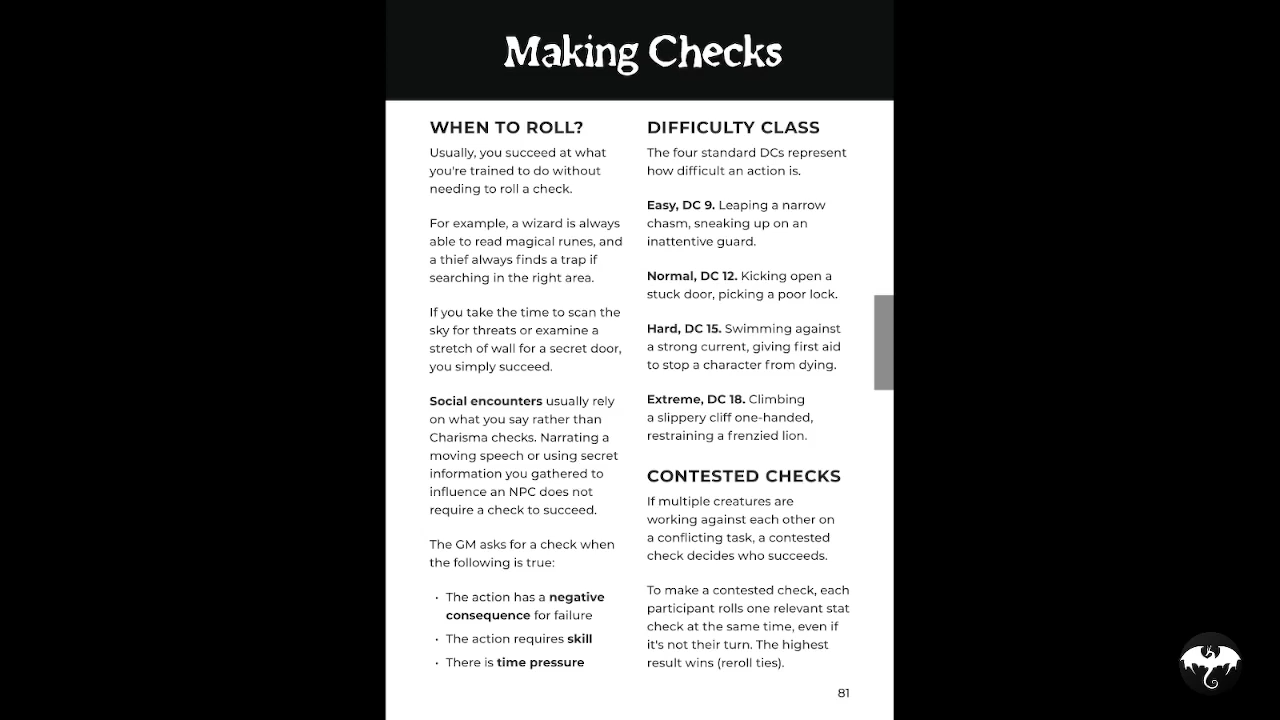 Making Checks
WHEN TO ROLL?
Usually, you succeed at what
you're trained to do without
needing to roll a check.
For example, a wizard is always
able to read magical runes, and
a thief always finds a trap if
searching in the right area.
If you take the time to scan the
sky for threats or examine a
stretch of wall for a secret door,
you simply succeed.
Social encounters usually rely
on what you say rather than
Charisma checks. Narrating a
moving speech or using secret
information you gathered to
influence an NPC does not
require a check to succeed.
The GM asks for a check when
the following is true:
• The action has a negative
consequence for failure
• The action requires skill
• There is time pressure
DIFFICULTY CLASS
The four standard DCs represent
how difficult an action is.
Easy, DC 9. Leaping a narrow
chasm, sneaking up on an
inattentive guard.
Normal, DC 12. Kicking open a
stuck door, picking a poor lock.
Hard, DC 15. Swimming against
a strong current, giving first aid
to stop a character from dying.
Extreme, DC 18. Climbing
a slippery cliff one-handed,
restraining a frenzied lion.
CONTESTED CHECKS
If multiple creatures are
working against each other on
a conflicting task, a contested
check decides who succeeds.
To make a contested check, each
participant rolls one relevant stat
check at the same time, even if
it's not their turn. The highest
result wins (reroll ties).
81